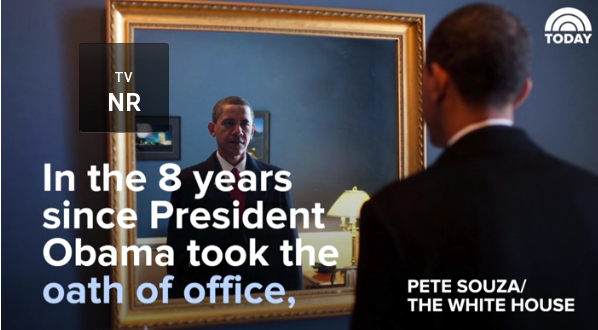 TODAY
TV
NR
In the 8 years
since President
Obama took the
oath of office,
PETE SOUZA/
THE WHITE HOUSE